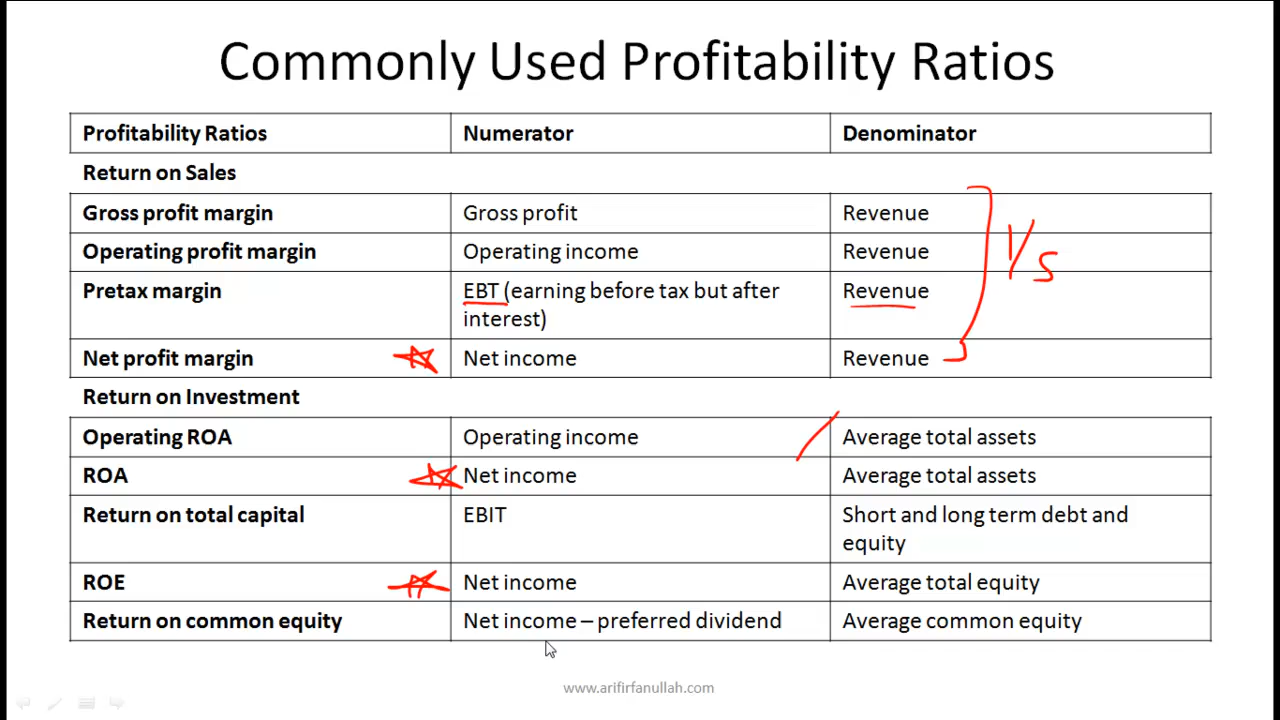 Commonly Used Profitability Ratios
Profitability Ratios Numerator Denominator
Return on Sales
Gross profit margin Gross profit Revenue
Operating profit margin Operating income Revenue
1/S
Pretax margin EBT (earning before tax but after Revenue
interest)
Net profit margin Net income Revenue
Return on Investment
Operating ROA Operating income Average total assets
ROA Net income Average total assets
Return on total capital EBIT Short and long term debt and
equity
ROE Net income Average total equity
Return on common equity Net income – preferred dividend Average common equity
www.arifirfanullah.com